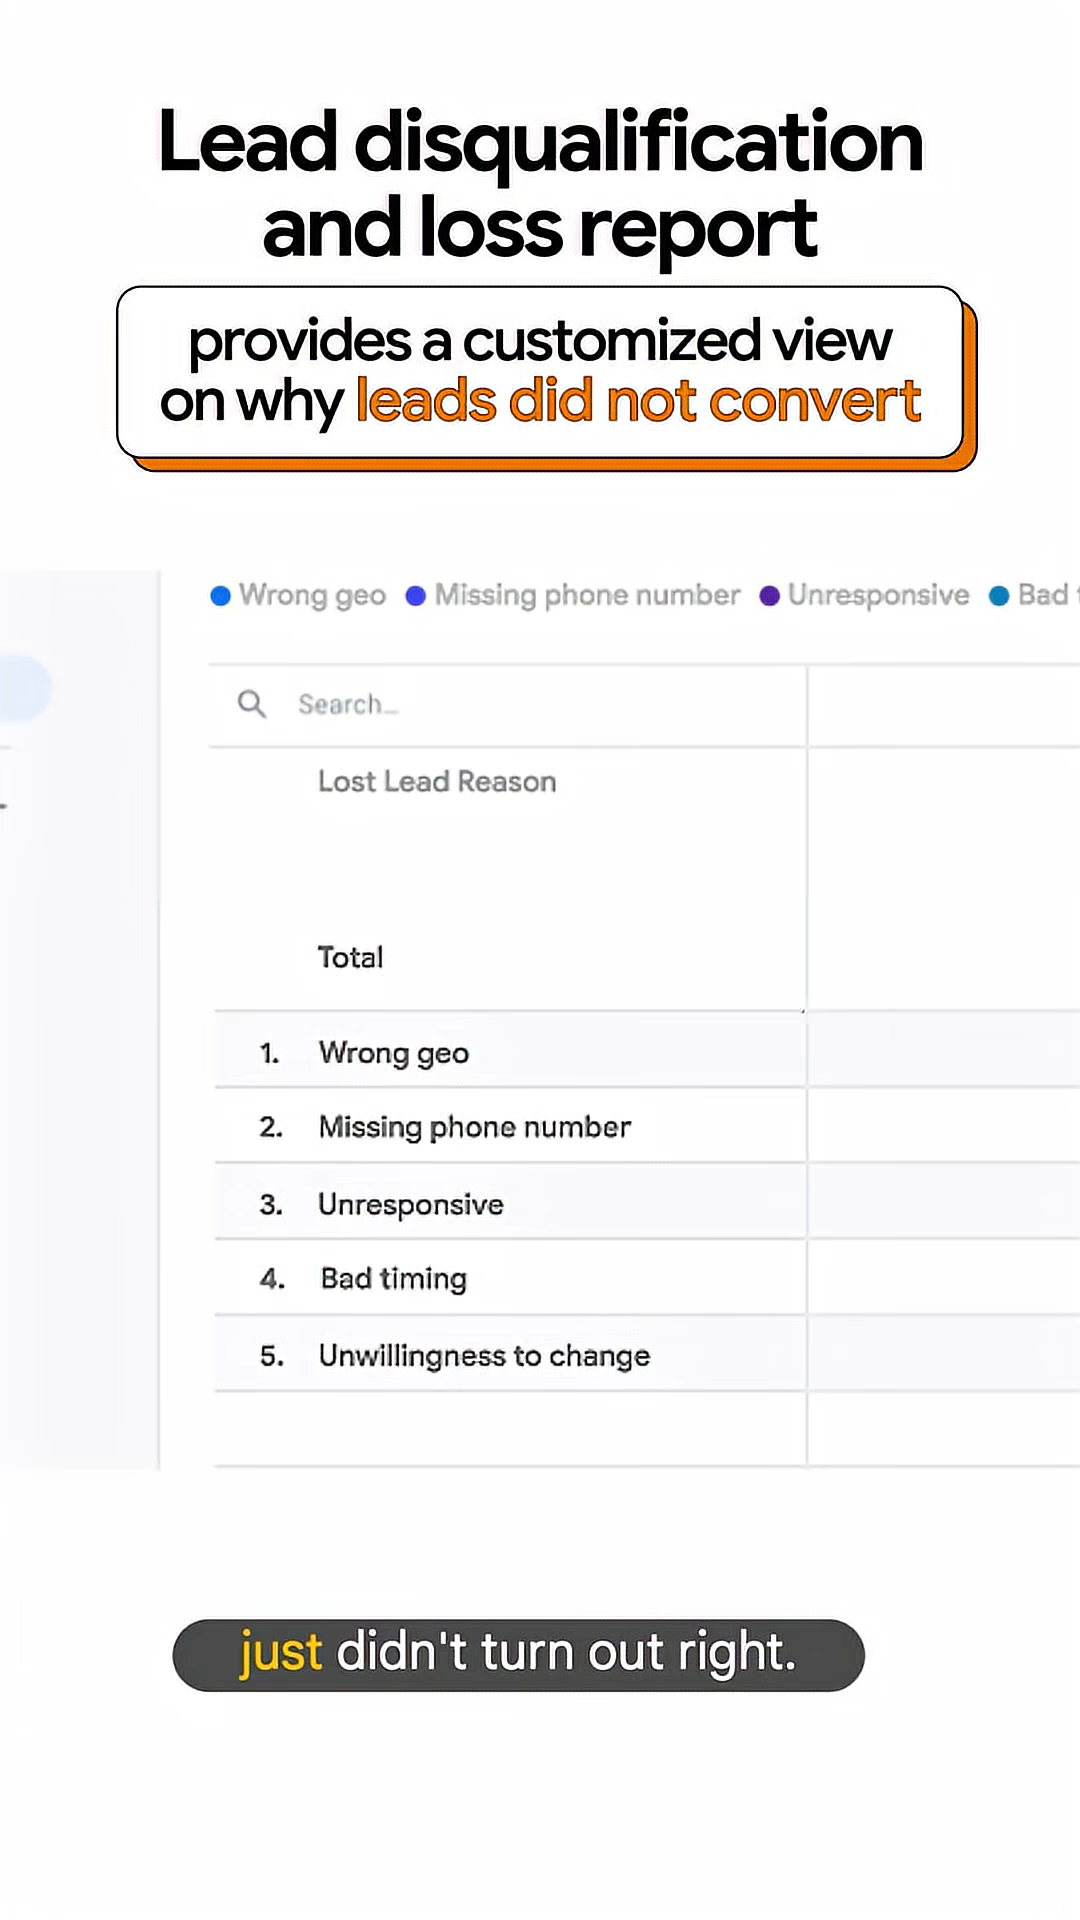 Lead disqualification
and loss report
provides a customized view
on why leads did not convert
Wrong geo Missing phone number Unresponsive Bad
Search...
Lost Lead Reason
Total
1. Wrong geo
2. Missing phone number
3. Unresponsive
4. Bad timing
5. Unwillingness to change
just didn't turn out right.